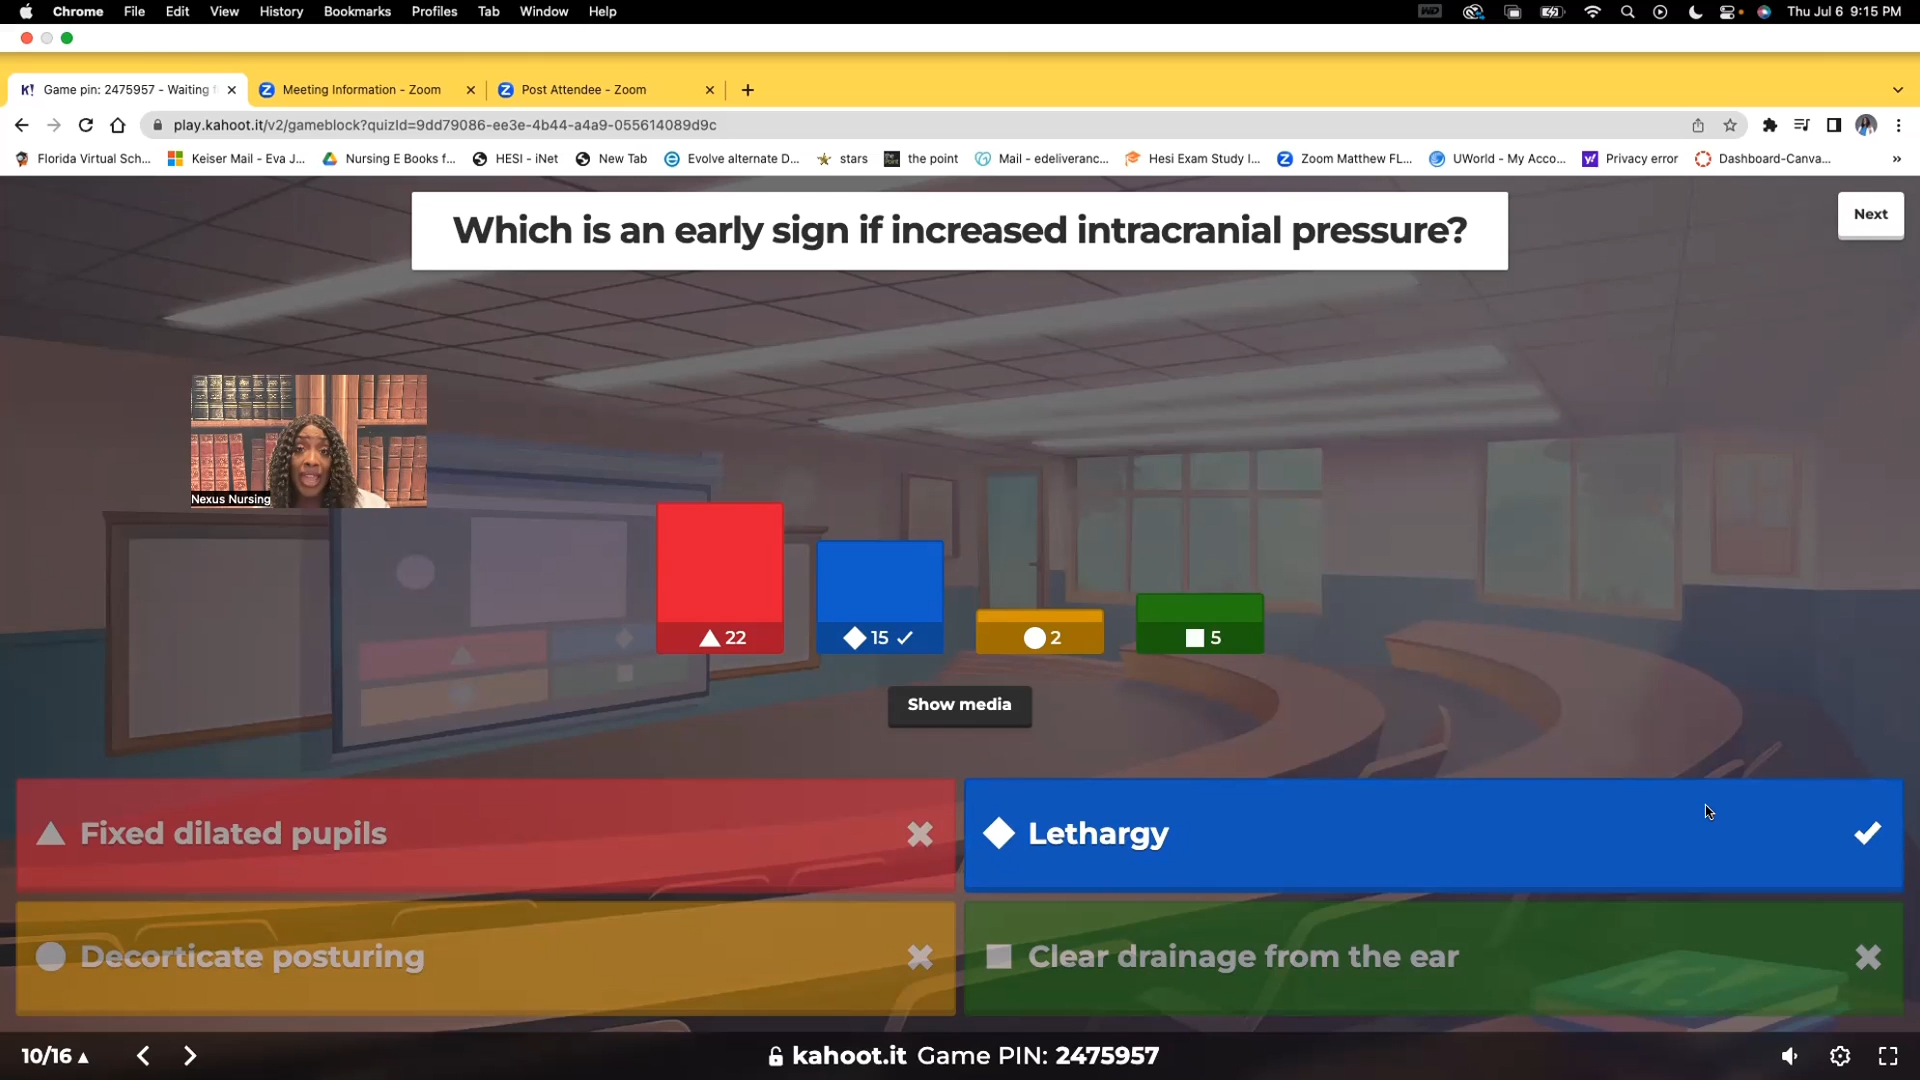 Chrome File Edit View History Bookmarks Profiles Tab Window Help
WD
Thu Jul 6 9:15 PM
K! Game pin: 2475957 - Waiting f
Meeting Information - Zoom
Post Attendee - Zoom
play.kahoot.it/v2/gameblock?quizId=9dd79086-ee3e-4b44-a4a9-055614089d9c
Florida Virtual Sch...
Keiser Mail - Eva J...
Nursing E Books f...
HESI - iNet
New Tab
Evolve alternate D...
stars
the point
Mail - edeliveranc...
Hesi Exam Study I...
Zoom Matthew FL...
UWorld - My Acco...
Privacy error
Dashboard-Canva...
Which is an early sign if increased intracranial pressure?
Next
Nexus Nursing
22
15
2
5
Show media
Fixed dilated pupils
Lethargy
Decorticate posturing
Clear drainage from the ear
10/16
kahoot.it Game PIN: 2475957